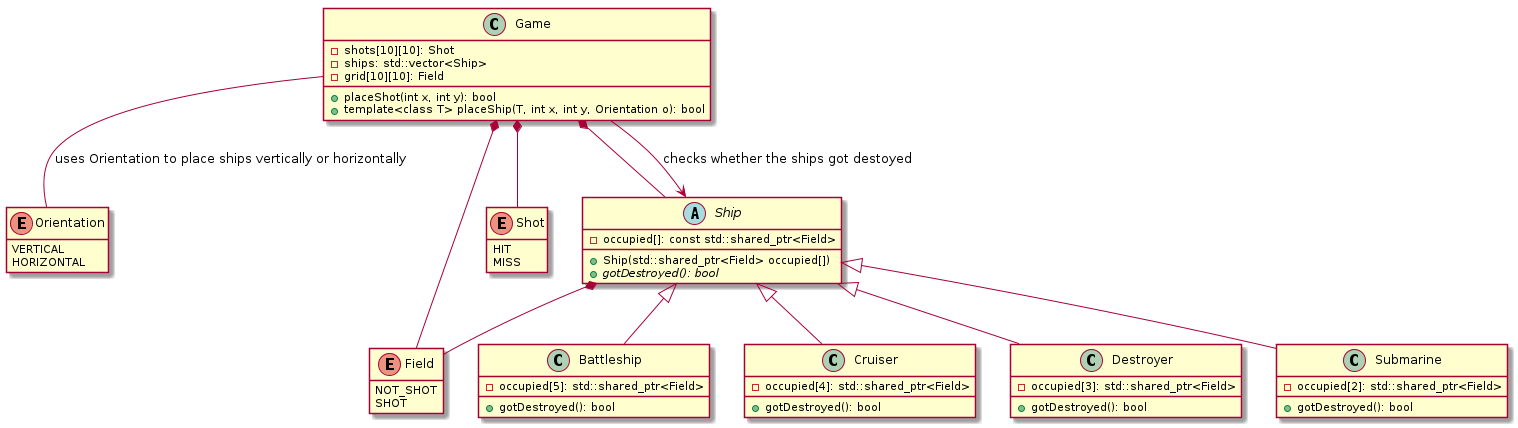 C Game
shots[10][10]: Shot
ships: std::vector<Ship>
grid[10][10]: Field
placeShot(int x, int y): bool
template<class T> placeShip(T, int x, int y, Orientation o): bool
uses Orientation to place ships vertically or horizontally
checks whether the ships got destoyed
E Orientation
VERTICAL
HORIZONTAL
E Shot
HIT
MISS
A Ship
occupied[]: const std::shared_ptr<Field>
Ship(std::shared_ptr<Field> occupied[])
gotDestroyed(): bool
E Field
NOT_SHOT
SHOT
C Battleship
occupied[5]: std::shared_ptr<Field>
gotDestroyed(): bool
C Cruiser
occupied[4]: std::shared_ptr<Field>
gotDestroyed(): bool
C Destroyer
occupied[3]: std::shared_ptr<Field>
gotDestroyed(): bool
C Submarine
occupied[2]: std::shared_ptr<Field>
gotDestroyed(): bool